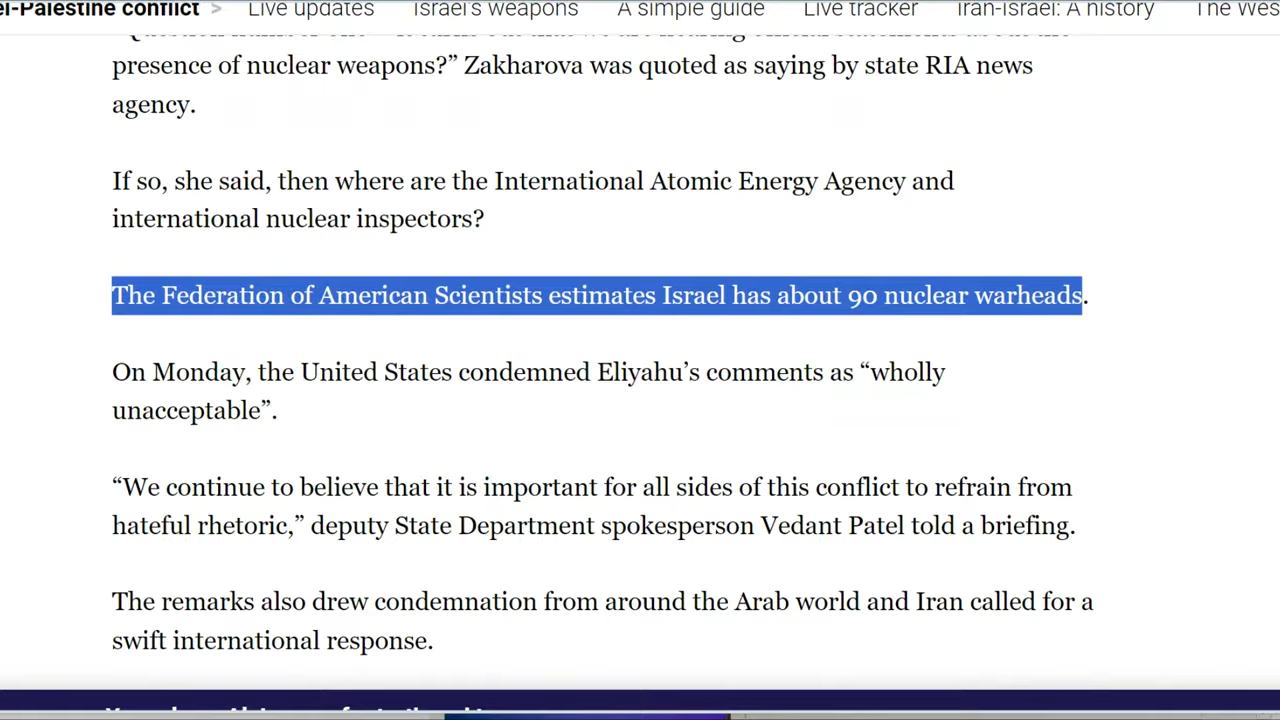 el-Palestine conflict > Live updates Israel's weapons A simple guide Live tracker Iran-Israel: A history The Wes
presence of nuclear weapons?” Zakharova was quoted as saying by state RIA news
agency.
If so, she said, then where are the International Atomic Energy Agency and
international nuclear inspectors?
The Federation of American Scientists estimates Israel has about 90 nuclear warheads.
On Monday, the United States condemned Eliyahu’s comments as “wholly
unacceptable”.
“We continue to believe that it is important for all sides of this conflict to refrain from
hateful rhetoric,” deputy State Department spokesperson Vedant Patel told a briefing.
The remarks also drew condemnation from around the Arab world and Iran called for a
swift international response.